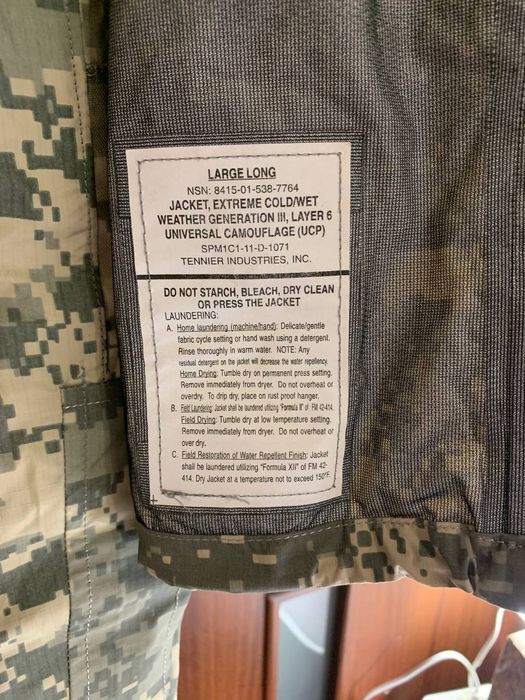 LARGE LONG
NSN: 8415-01-538-7764
JACKET, EXTREME COLD/WET
WEATHER GENERATION III, LAYER 6
UNIVERSAL CAMOUFLAGE (UCP)
SPM1C1-11-D-1071
TENNIER INDUSTRIES, INC.
DO NOT STARCH, BLEACH, DRY CLEAN
OR PRESS THE JACKET
LAUNDERING:
A. Home laundering (machine/hand): Delicate/gentle
fabric cycle setting or hand wash using a detergent.
Rinse thoroughly in warm water. NOTE: Any
residual detergent on the jacket will decrease the water repellency.
Home Drying: Tumble dry on permanent press setting.
Remove immediately from dryer. Do not overheat or
overdry. To drip dry, place on rust proof hanger.
B. Field Laundering: Jacket shall be laundered utilizing "Formula II" of FM 42-414.
Field Drying: Tumble dry at low temperature setting.
Remove immediately from dryer. Do not overheat or
over dry.
C. Field Restoration of Water Repellent Finish: Jacket
shall be laundered utilizing "Formula XII" of FM 42-
414. Dry Jacket at a temperature not to exceed 150°F.